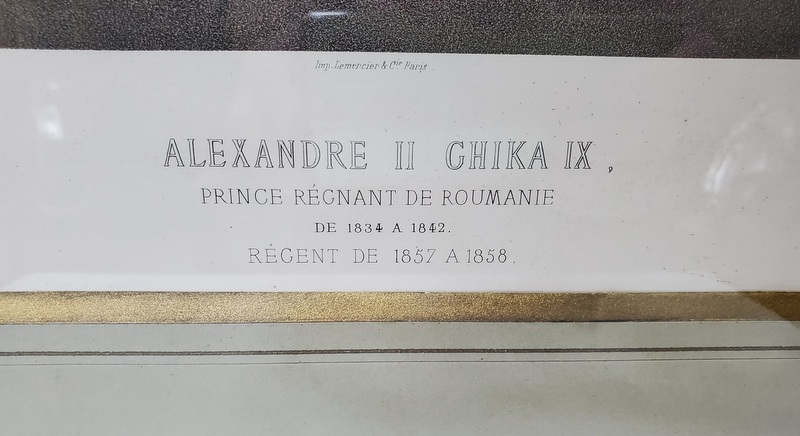 Imp. Lemercier & Cie Paris.
ALEXANDRE II GHIKA IX,
PRINCE RÉGNANT DE ROUMANIE
DE 1834 A 1842.
RÉGENT DE 1857 A 1858.